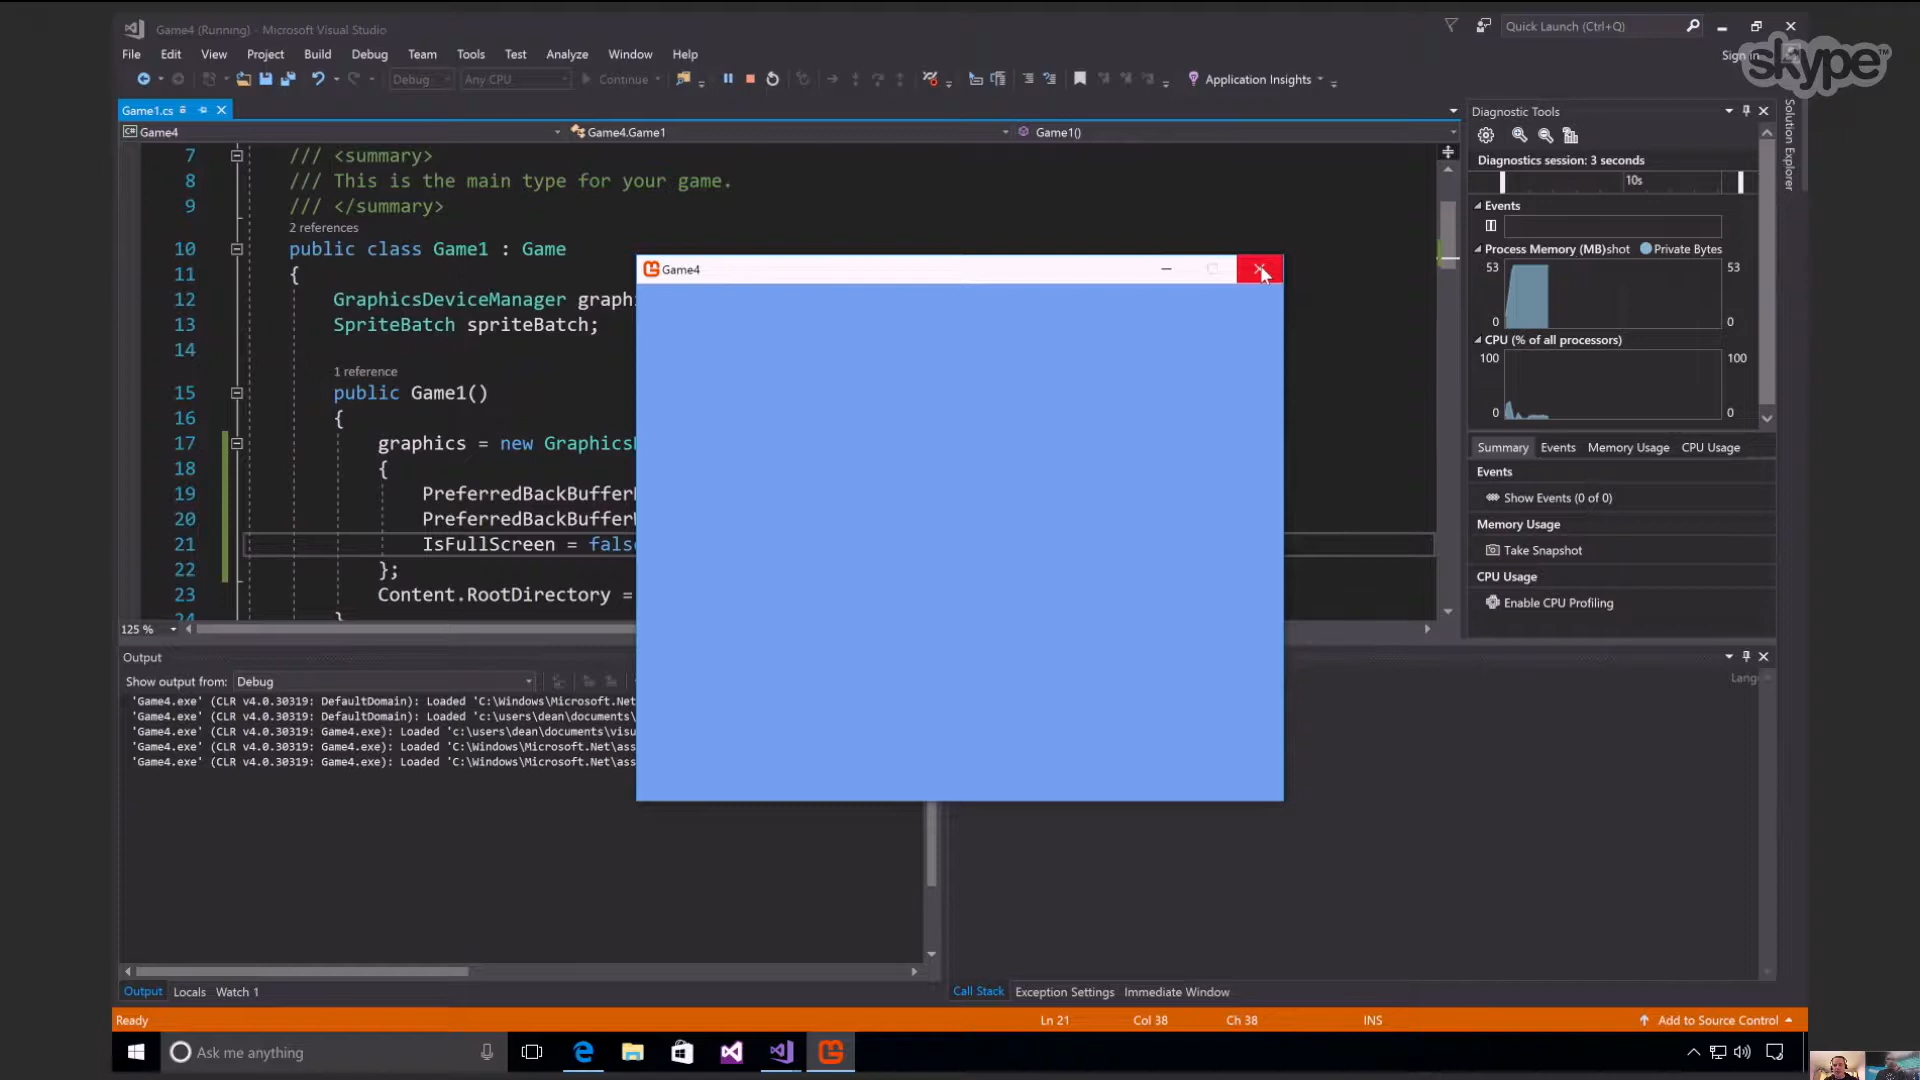 Game4 (Running) - Microsoft Visual Studio
Quick Launch (Ctrl+Q)
File Edit View Project Build Debug Team Tools Test Analyze Window Help
Sign in
skype™
Debug Any CPU Continue Application Insights
Game1.cs
Game4 Game4.Game1 Game1()
7 /// <summary>
8 /// This is the main type for your game.
9 /// </summary>
2 references
10 public class Game1 : Game
11 {
12 GraphicsDeviceManager graphi
13 SpriteBatch spriteBatch;
14
1 reference
15 public Game1()
16 {
17 graphics = new Graphics
18 {
19 PreferredBackBuffer
20 PreferredBackBuffer
21 IsFullScreen = false
22 };
23 Content.RootDirectory =
24 }
125 %
Game4
Diagnostic Tools
Diagnostics session: 3 seconds
10s
Events
Process Memory (MB)shot Private Bytes
53 53
0 0
CPU (% of all processors)
100 100
0 0
Summary Events Memory Usage CPU Usage
Events
Show Events (0 of 0)
Memory Usage
Take Snapshot
CPU Usage
Enable CPU Profiling
Solution Explorer
Output
Show output from: Debug
'Game4.exe' (CLR v4.0.30319: DefaultDomain): Loaded 'C:\Windows\Microsoft.Net
'Game4.exe' (CLR v4.0.30319: DefaultDomain): Loaded 'c:\users\dean\documents\
'Game4.exe' (CLR v4.0.30319: Game4.exe): Loaded 'c:\users\dean\documents\visu
'Game4.exe' (CLR v4.0.30319: Game4.exe): Loaded 'C:\Windows\Microsoft.Net\ass
'Game4.exe' (CLR v4.0.30319: Game4.exe): Loaded 'C:\Windows\Microsoft.Net\ass
Lang
Output Locals Watch 1
Call Stack Exception Settings Immediate Window
Ready Ln 21 Col 38 Ch 38 INS Add to Source Control
Ask me anything